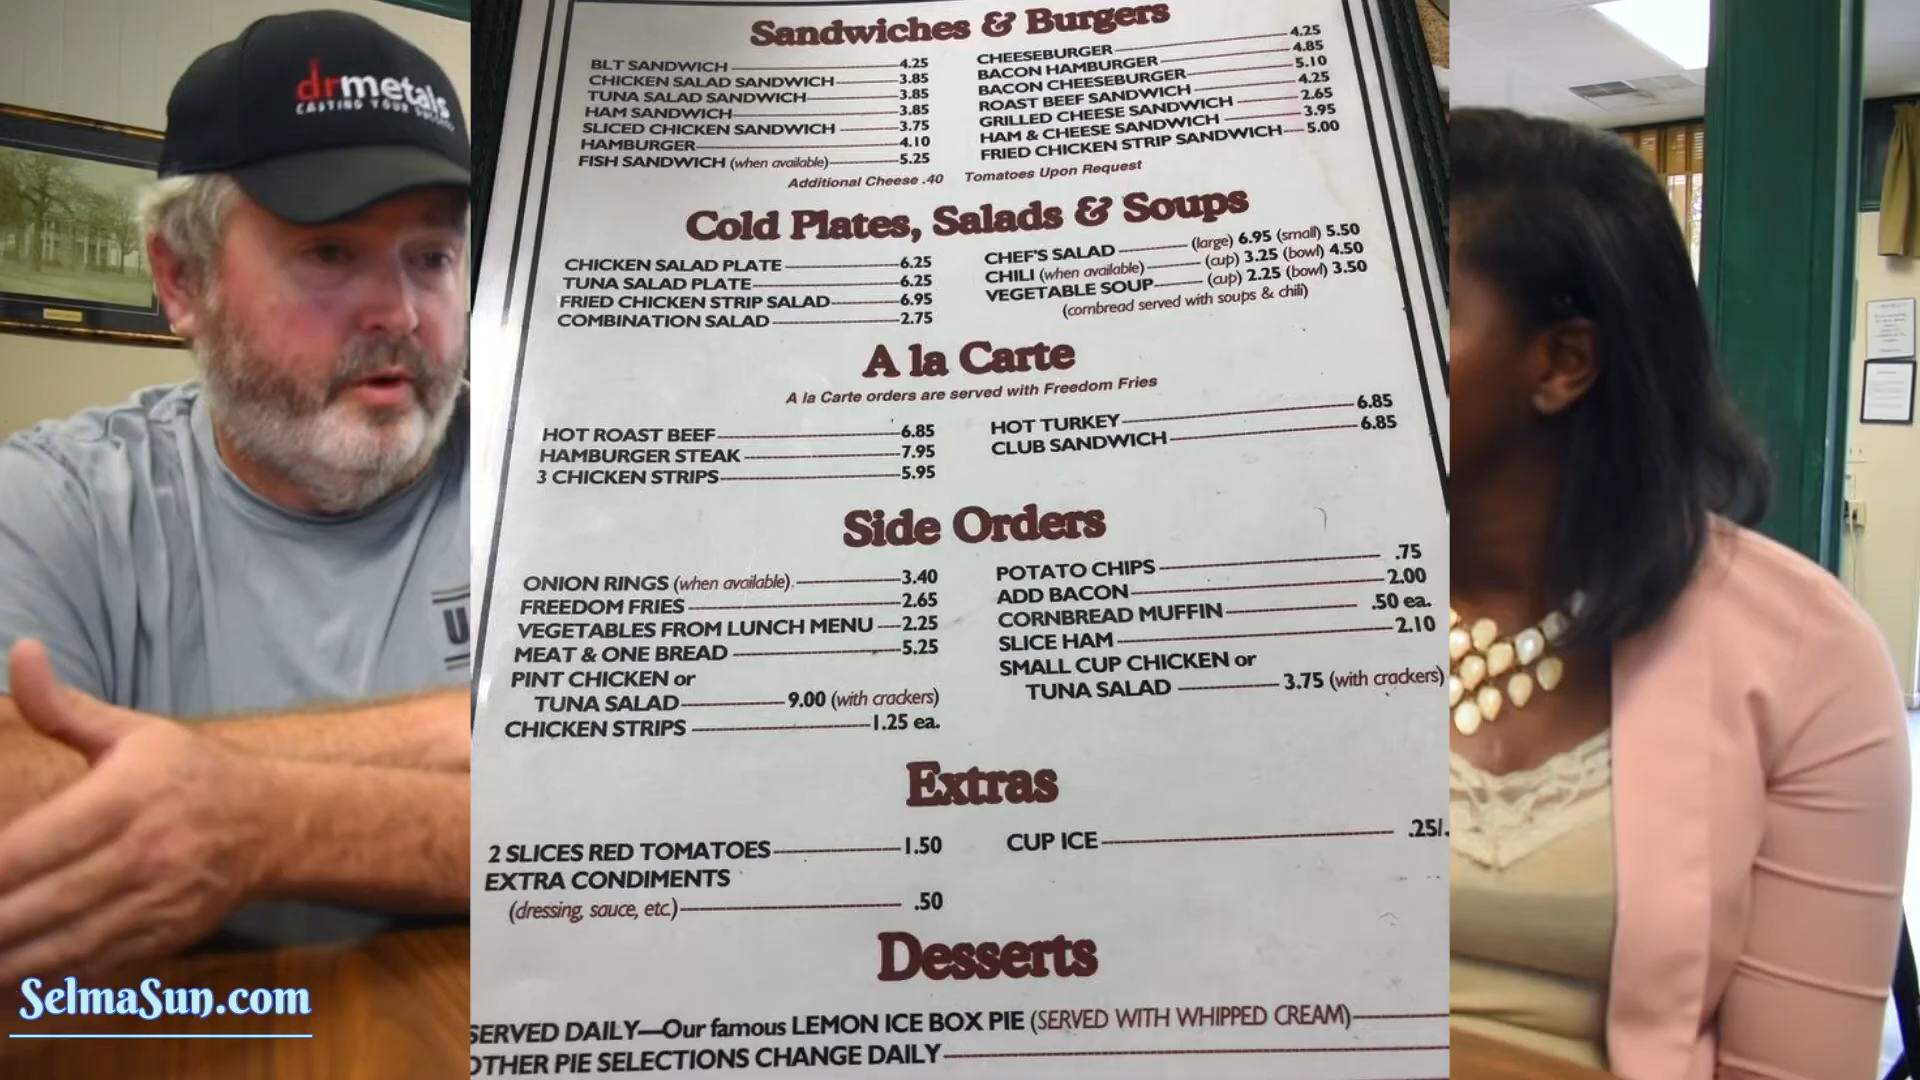 drmetals
CASTING YOUR SUCCESS
U
SelmaSun.com
Sandwiches & Burgers
BLT SANDWICH 4.25
CHICKEN SALAD SANDWICH 3.85
TUNA SALAD SANDWICH 3.85
HAM SANDWICH 3.85
SLICED CHICKEN SANDWICH 3.75
HAMBURGER 4.10
FISH SANDWICH (when available) 5.25
CHEESEBURGER 4.25
BACON HAMBURGER 4.85
BACON CHEESEBURGER 5.10
ROAST BEEF SANDWICH 4.25
GRILLED CHEESE SANDWICH 2.65
HAM & CHEESE SANDWICH 3.95
FRIED CHICKEN STRIP SANDWICH 5.00
Additional Cheese .40 Tomatoes Upon Request
Cold Plates, Salads & Soups
CHICKEN SALAD PLATE 6.25
TUNA SALAD PLATE 6.25
FRIED CHICKEN STRIP SALAD 6.95
COMBINATION SALAD 2.75
CHEF'S SALAD (large) 6.95 (small) 5.50
CHILI (when available) (cup) 3.25 (bowl) 4.50
VEGETABLE SOUP (cup) 2.25 (bowl) 3.50
(cornbread served with soups & chili)
A la Carte
A la Carte orders are served with Freedom Fries
HOT ROAST BEEF 6.85
HAMBURGER STEAK 7.95
3 CHICKEN STRIPS 5.95
HOT TURKEY 6.85
CLUB SANDWICH 6.85
Side Orders
ONION RINGS (when available) 3.40
FREEDOM FRIES 2.65
VEGETABLES FROM LUNCH MENU 2.25
MEAT & ONE BREAD 5.25
PINT CHICKEN or
TUNA SALAD 9.00 (with crackers)
CHICKEN STRIPS 1.25 ea.
POTATO CHIPS .75
ADD BACON 2.00
CORNBREAD MUFFIN .50 ea.
SLICE HAM 2.10
SMALL CUP CHICKEN or
TUNA SALAD 3.75 (with crackers)
Extras
2 SLICES RED TOMATOES 1.50
EXTRA CONDIMENTS
(dressing, sauce, etc.) .50
CUP ICE .25/.
Desserts
SERVED DAILY—Our famous LEMON ICE BOX PIE (SERVED WITH WHIPPED CREAM)
OTHER PIE SELECTIONS CHANGE DAILY